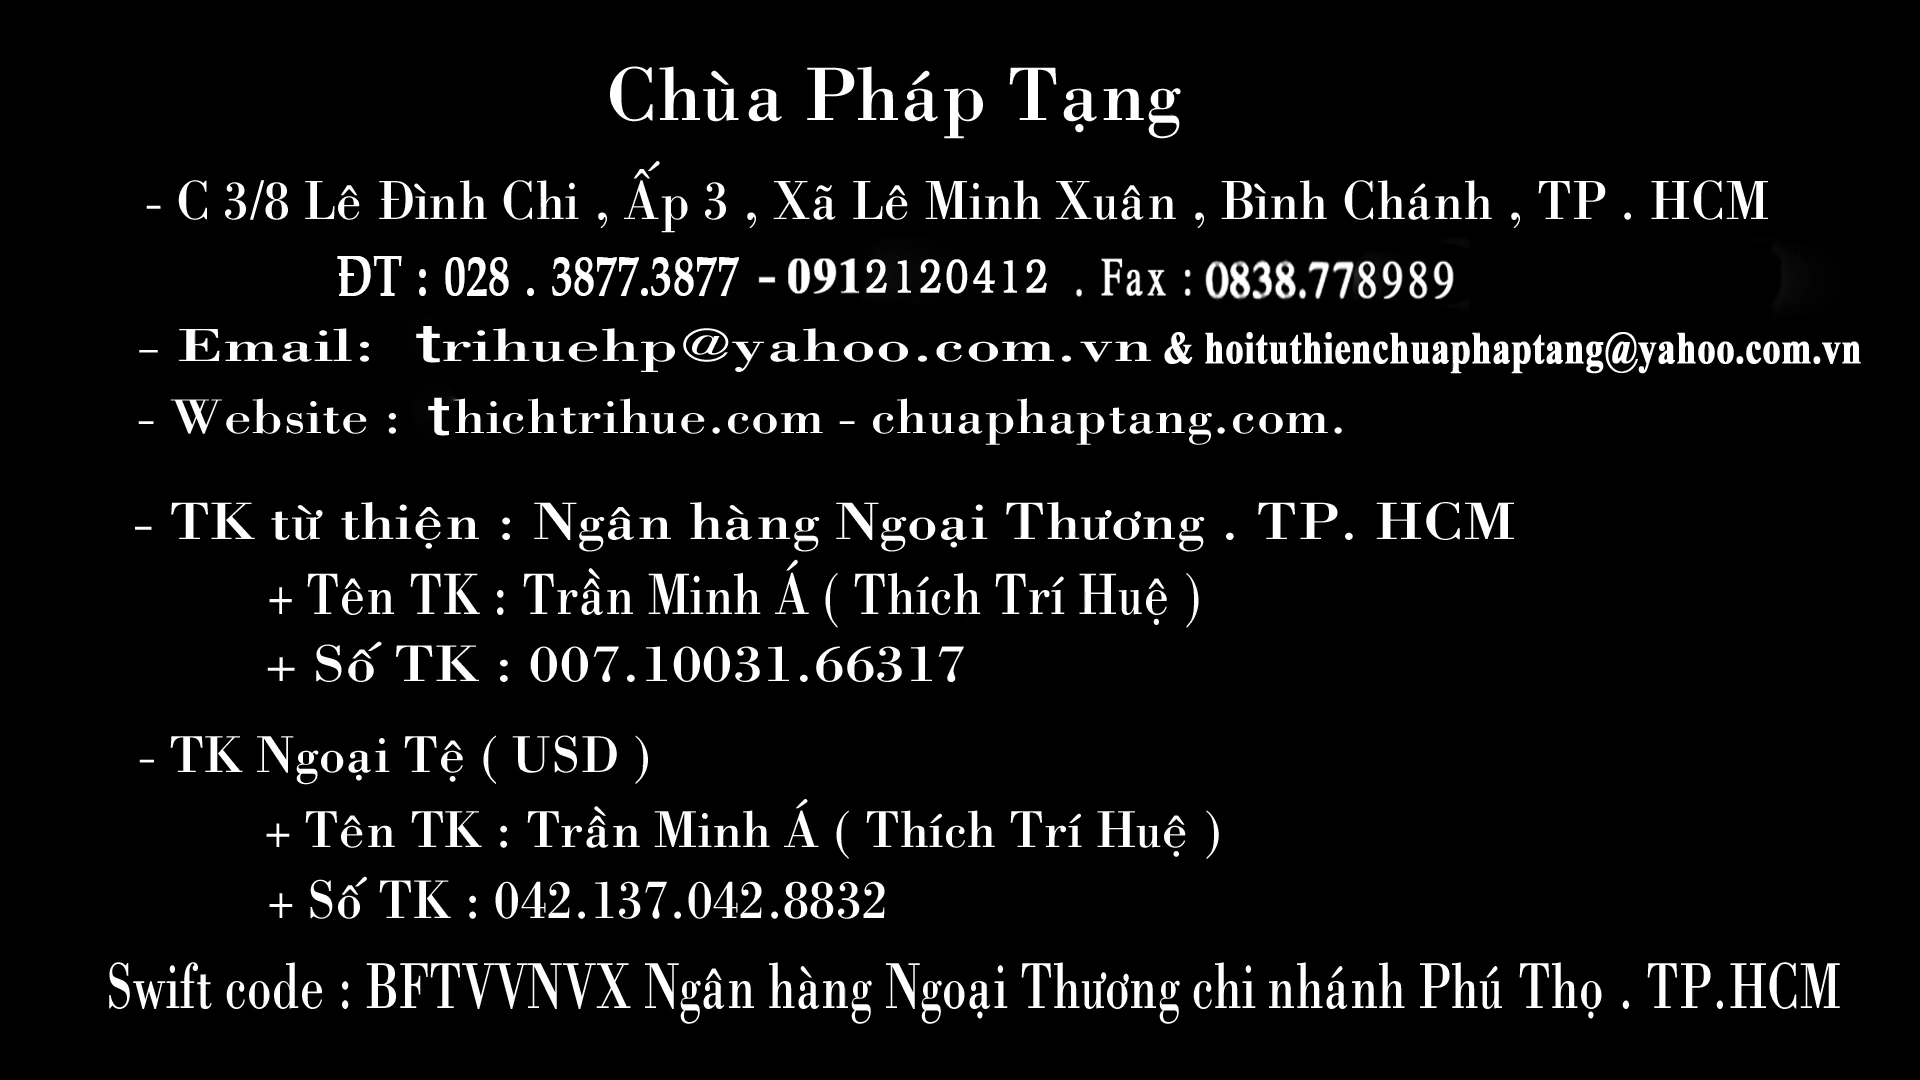 Chùa Pháp Tạng
- C 3/8 Lê Đình Chi , Ấp 3 , Xã Lê Minh Xuân , Bình Chánh , TP . HCM
ĐT : 028 . 3877.3877 - 0912120412 . Fax : 0838.778989
- Email: trihuehp@yahoo.com.vn & hoituthienchuaphaptang@yahoo.com.vn
- Website : thichtrihue.com - chuaphaptang.com.
- TK từ thiện : Ngân hàng Ngoại Thương . TP. HCM
+ Tên TK : Trần Minh Á ( Thích Trí Huệ )
+ Số TK : 007.10031.66317
- TK Ngoại Tệ ( USD )
+ Tên TK : Trần Minh Á ( Thích Trí Huệ )
+ Số TK : 042.137.042.8832
Swift code : BFTVVNVX Ngân hàng Ngoại Thương chi nhánh Phú Thọ . TP.HCM